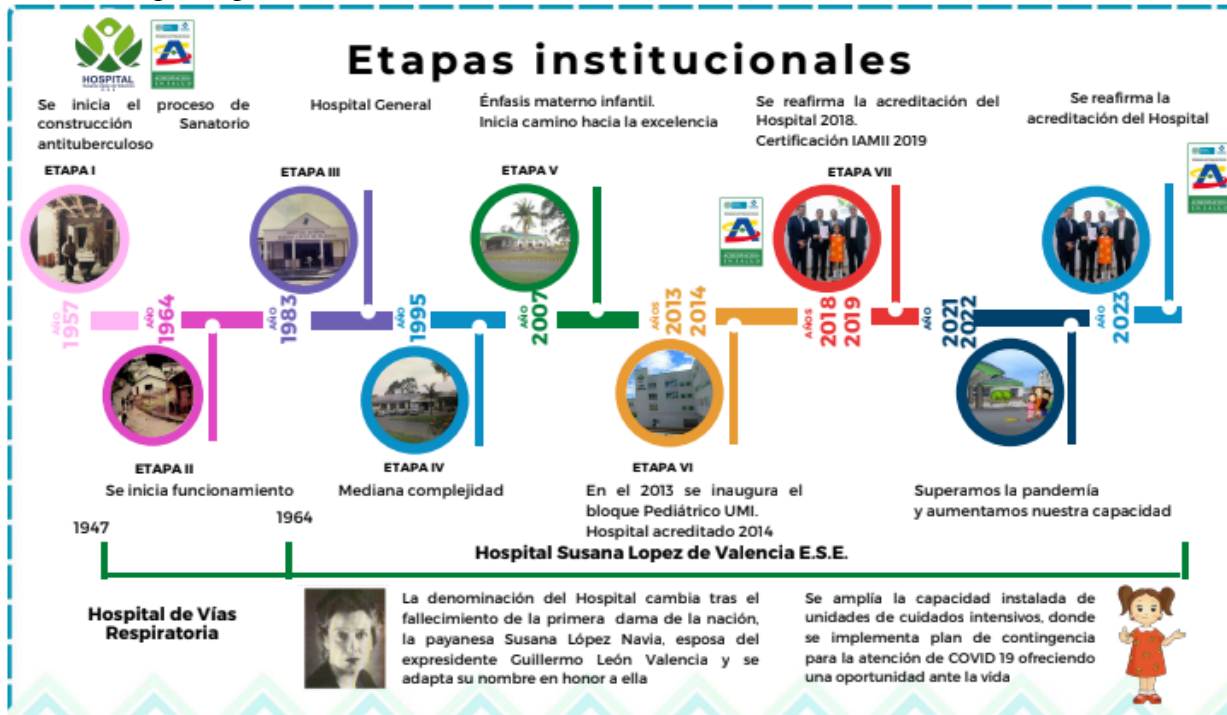 Etapas institucionales
HOSPITAL
Se inicia el proceso de
construcción Sanatorio
antituberculoso
Hospital General
Énfasis materno infantil.
Inicia camino hacia la excelencia
Se reafirma la acreditación del
Hospital 2018.
Certificación IAMII 2019
Se reafirma la
acreditación del Hospital
ETAPA I
ETAPA III
ETAPA V
ETAPA VII
AÑO
1957
AÑO
1964
AÑO
1983
AÑO
1995
AÑO
2007
AÑOS
2013
2014
AÑOS
2018
2019
AÑO
2021
2022
AÑO
2023
ETAPA II
Se inicia funcionamiento
ETAPA IV
Mediana complejidad
ETAPA VI
En el 2013 se inaugura el
bloque Pediátrico UMI.
Hospital acreditado 2014
Superamos la pandemía
y aumentamos nuestra capacidad
1947
1964
Hospital Susana Lopez de Valencia E.S.E.
Hospital de Vías
Respiratoria
La denominación del Hospital cambia tras el
fallecimiento de la primera dama de la nación,
la payanesa Susana López Navia, esposa del
expresidente Guillermo León Valencia y se
adapta su nombre en honor a ella
Se amplía la capacidad instalada de
unidades de cuidados intensivos, donde
se implementa plan de contingencia
para la atención de COVID 19 ofreciendo
una oportunidad ante la vida